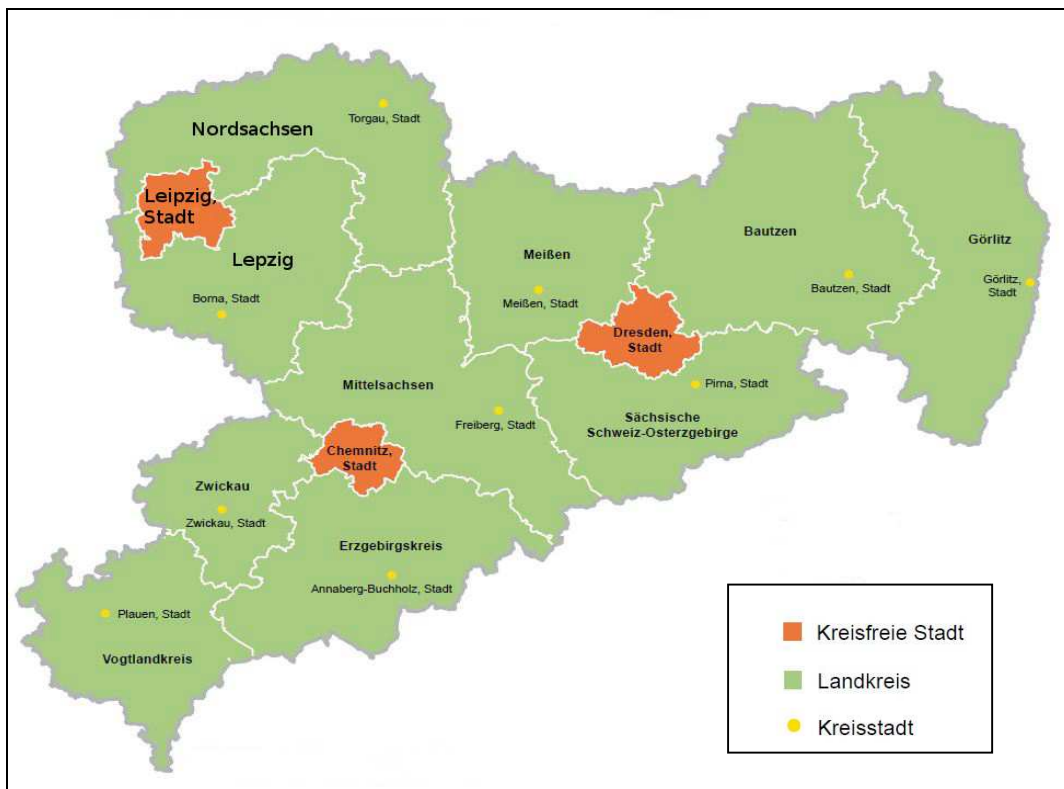 Nordsachsen
Torgau, Stadt
Leipzig,
Stadt
Lepzig
Borna, Stadt
Meißen
Meißen, Stadt
Bautzen
Bautzen, Stadt
Görlitz
Görlitz,
Stadt
Dresden,
Stadt
Mittelsachsen
Freiberg, Stadt
Pirna, Stadt
Sächsische
Schweiz-Osterzgebirge
Chemnitz,
Stadt
Zwickau
Zwickau, Stadt
Erzgebirgskreis
Annaberg-Buchholz, Stadt
Plauen, Stadt
Vogtlandkreis
Kreisfreie Stadt
Landkreis
Kreisstadt